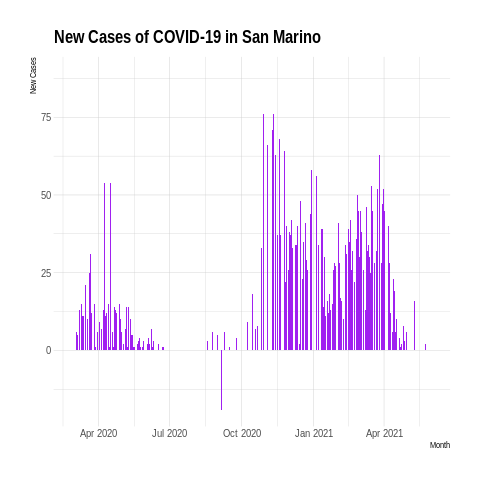 New Cases of COVID-19 in San Marino
New Cases
75
50
25
0
Apr 2020 Jul 2020 Oct 2020 Jan 2021 Apr 2021
Month